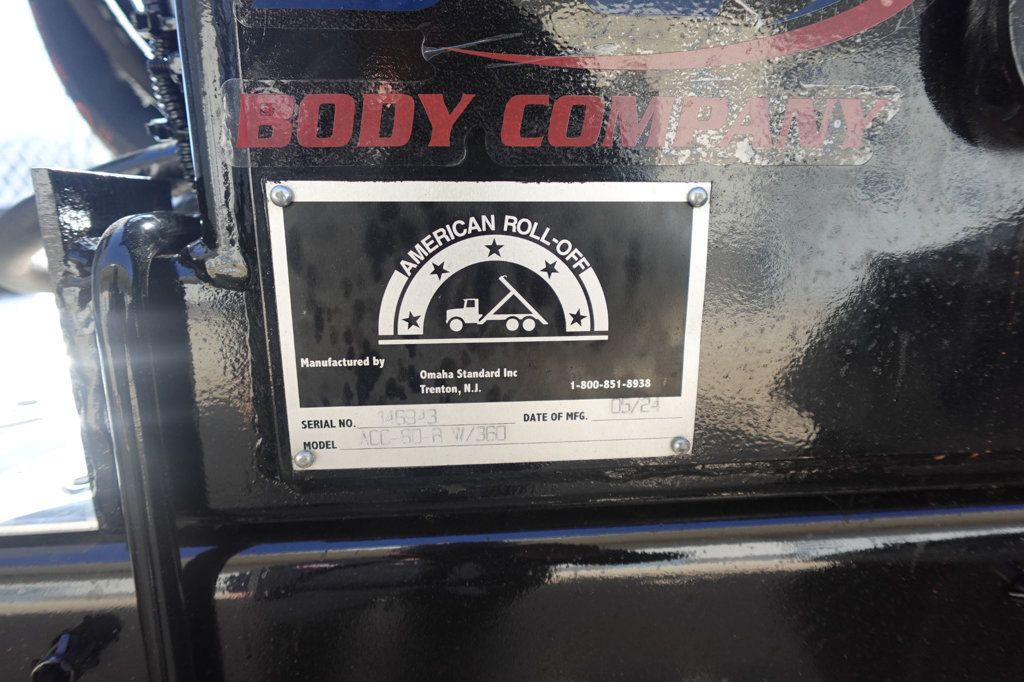 BODY COMPANY
AMERICAN ROLL-OFF
Manufactured by
Omaha Standard Inc
Trenton, N.J.
1-800-851-8938
SERIAL NO.
DATE OF MFG. 05/24
MODEL W/360